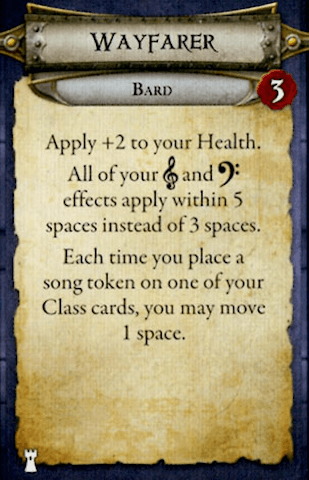 WAYFARER
BARD
3
Apply +2 to your Health.
All of your 𝄞 and 𝄢
effects apply within 5
spaces instead of 3 spaces.
Each time you place a
song token on one of your
Class cards, you may move
1 space.